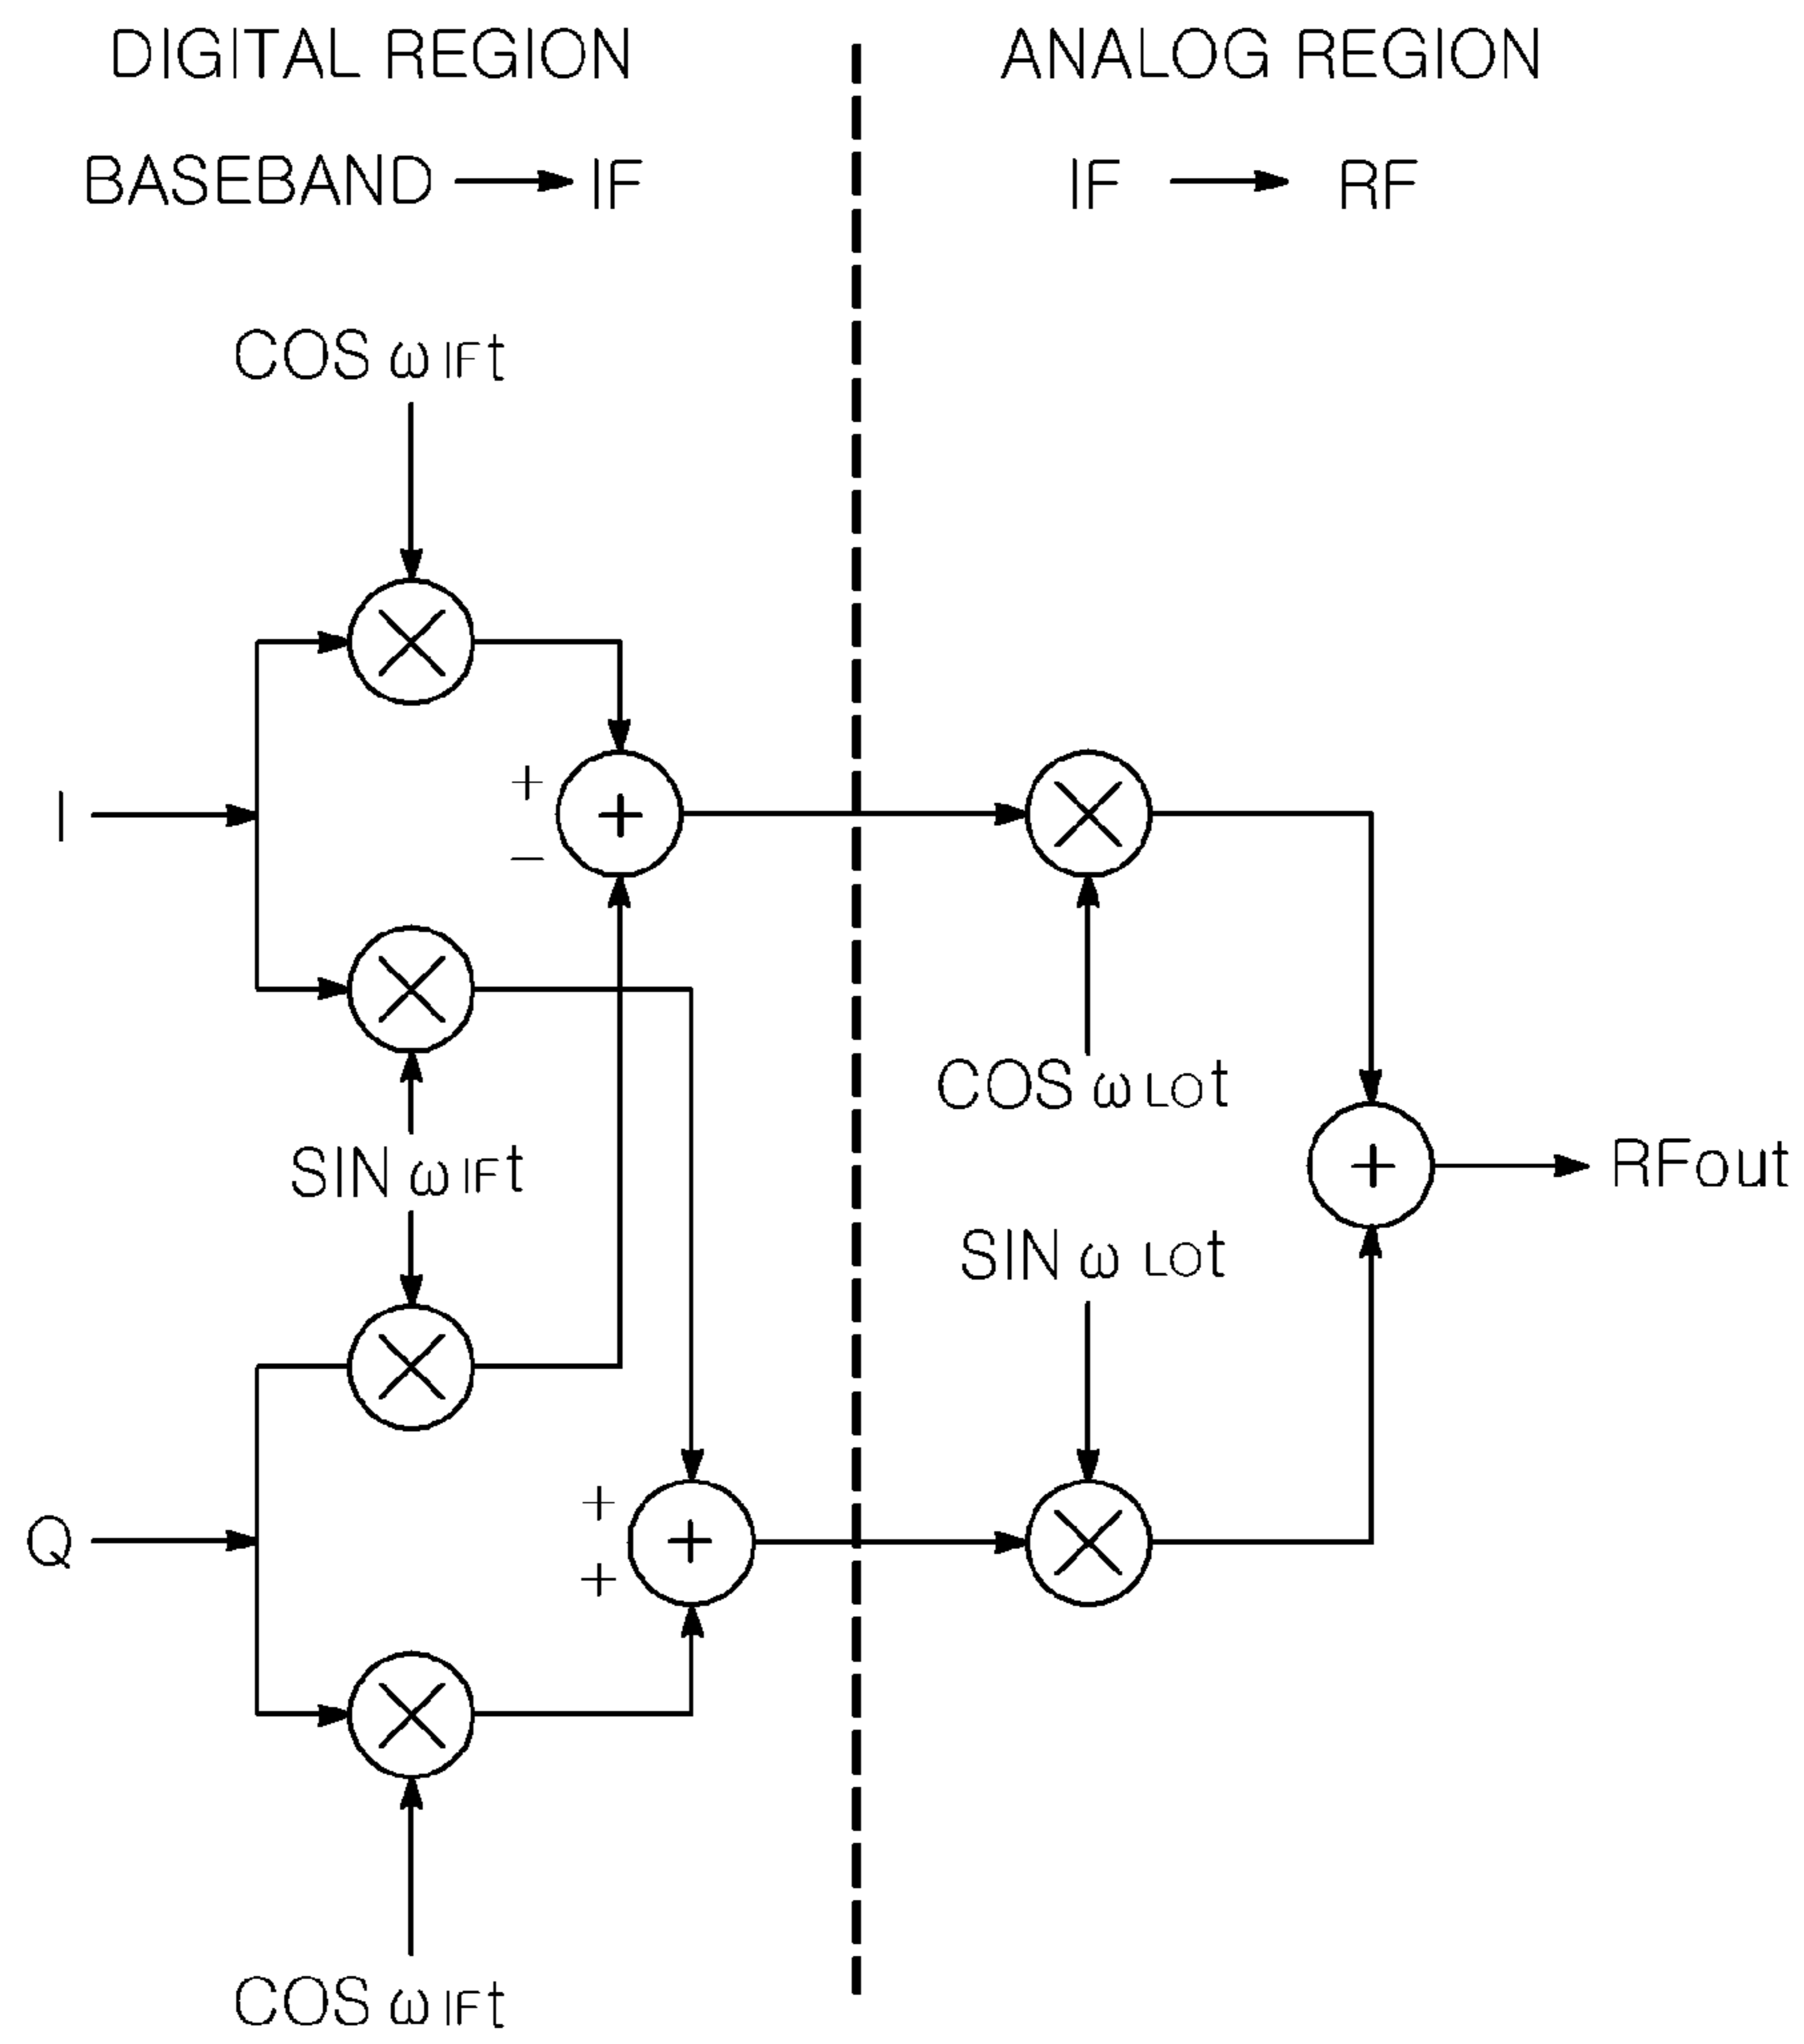 DIGITAL REGION
ANALOG REGION
BASEBAND → IF
IF → RF
COS ωIFt
I
+
−
+
SIN ωIFt
COS ωLOt
SIN ωLOt
+
RFout
Q
+
+
+
COS ωIFt